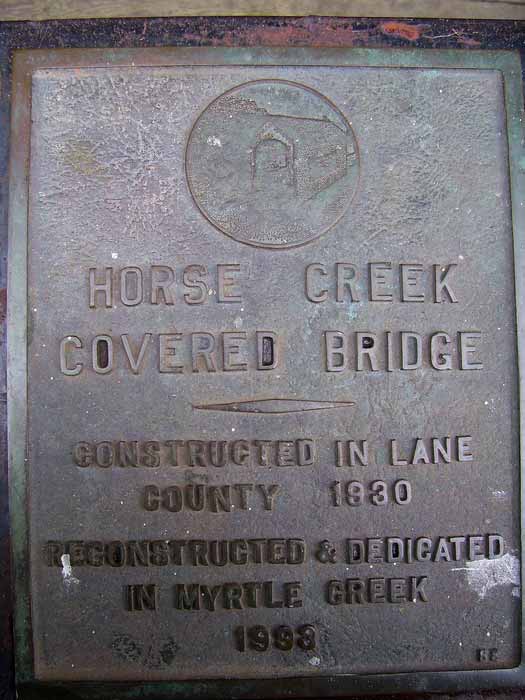 HORSE CREEK
COVERED BRIDGE
CONSTRUCTED IN LANE
COUNTY 1930
RECONSTRUCTED & DEDICATED
IN MYRTLE CREEK
1993